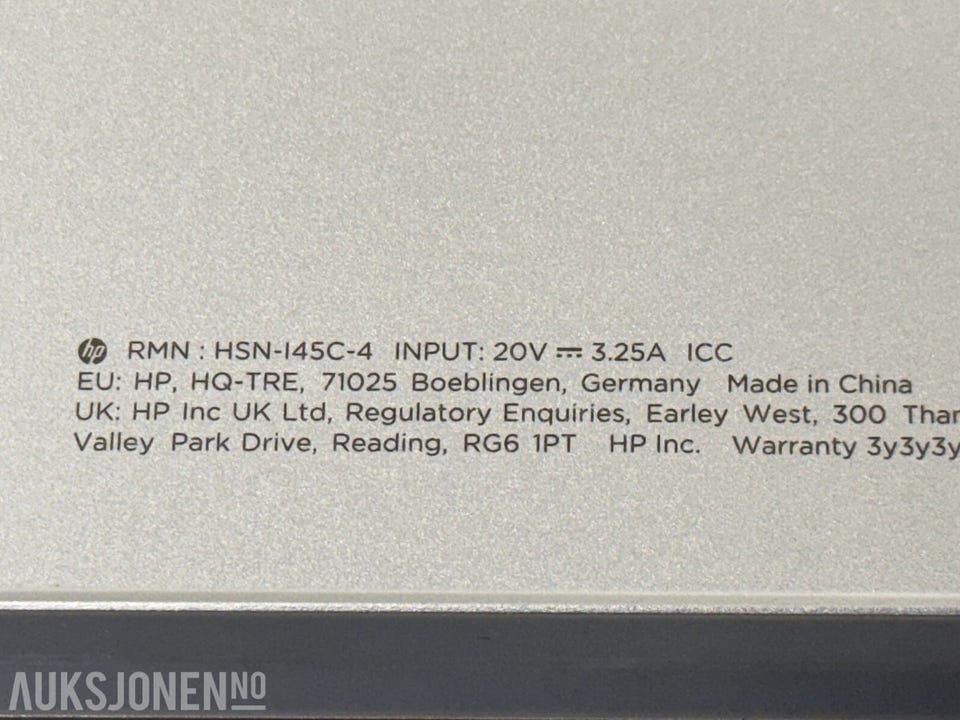 hp RMN : HSN-I45C-4 INPUT: 20V ⎓ 3.25A ICC
EU: HP, HQ-TRE, 71025 Boeblingen, Germany Made in China
UK: HP Inc UK Ltd, Regulatory Enquiries, Earley West, 300
Valley Park Drive, Reading, RG6 1PT HP Inc. Warranty 3y3y3y
AUKSJONEN NO